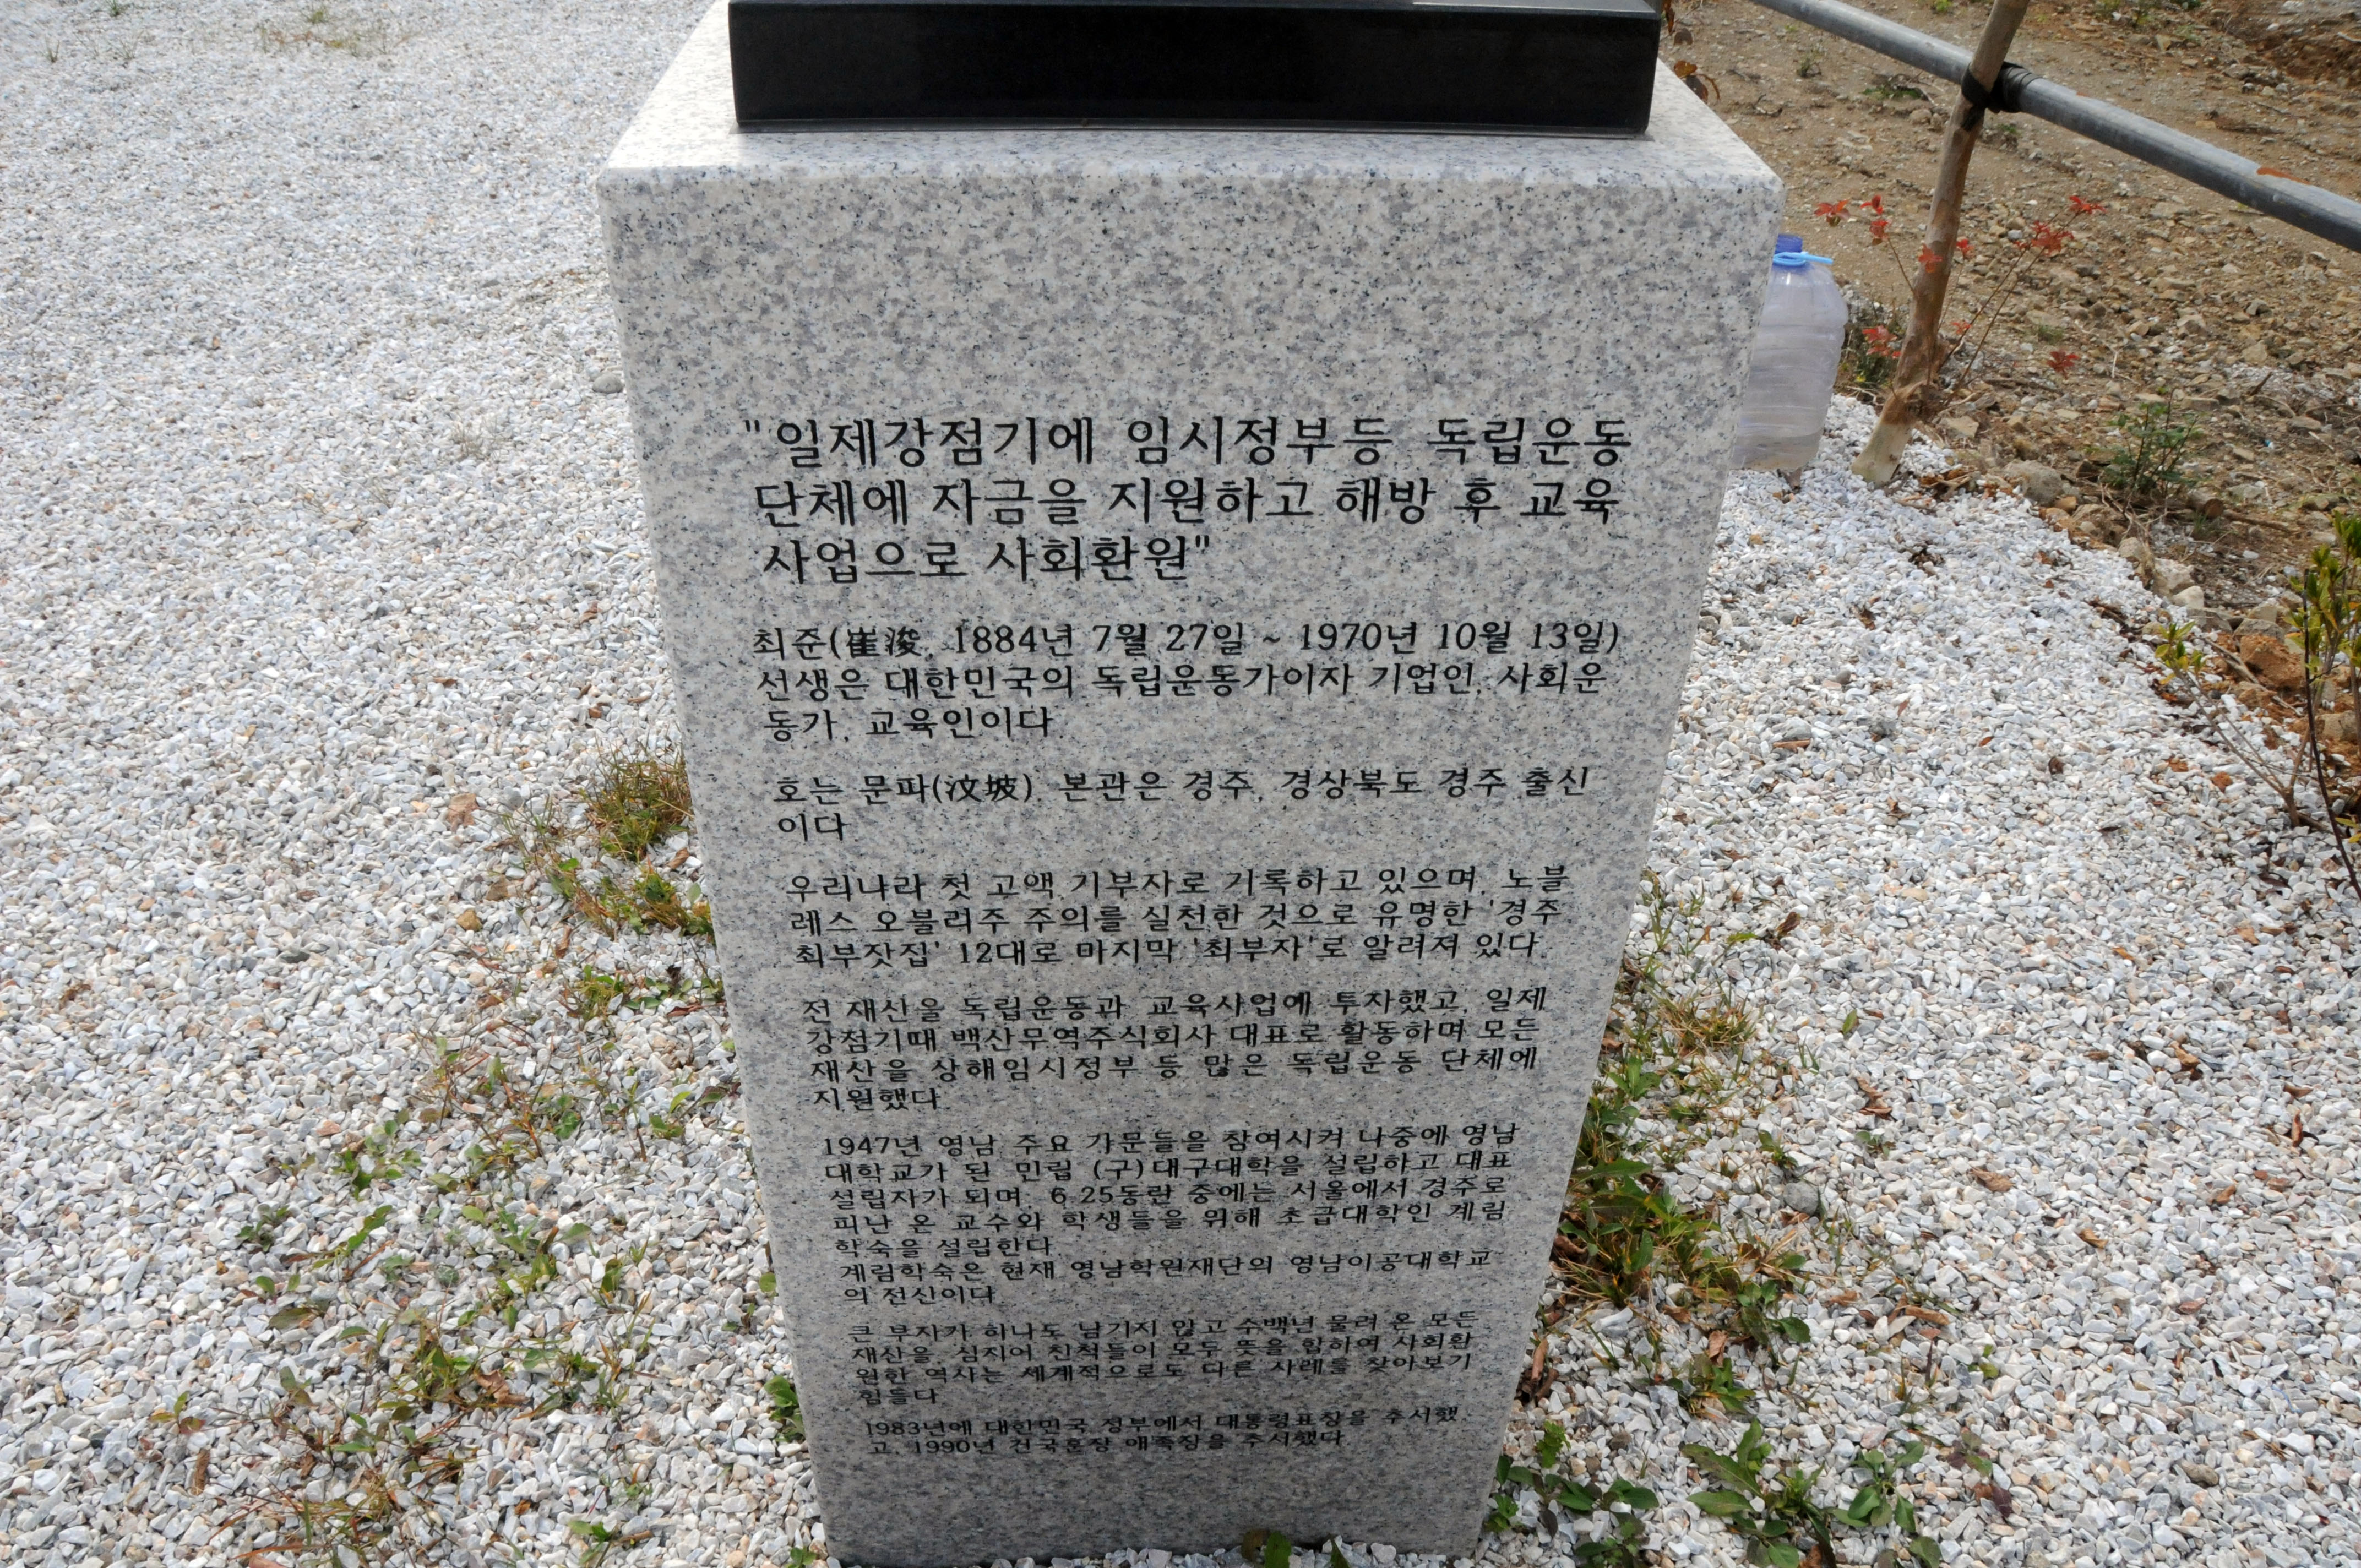 "일제강점기에 임시정부등 독립운동
단체에 자금을 지원하고 해방 후 교육
사업으로 사회환원"
최준(崔浚, 1884년 7월 27일 ~ 1970년 10월 13일)
선생은 대한민국의 독립운동가이자 기업인, 사회운
동가, 교육인이다.
호는 문파(汶坡). 본관은 경주, 경상북도 경주 출신
이다.
우리나라 첫 고액 기부자로 기록하고 있으며, 노블
레스 오블리주 주의를 실천한 것으로 유명한 '경주
최부잣집' 12대로 마지막 '최부자'로 알려져 있다.
전 재산을 독립운동과 교육사업에 투자했고, 일제
강점기때 백산무역주식회사 대표로 활동하며 모든
재산을 상해임시정부 등 많은 독립운동 단체에
지원했다.
1947년 영남 주요 가문들을 참여시켜 나중에 영남
대학교가 된 민립 (구)대구대학을 설립하고 대표
설립자가 되며, 6.25동란 중에는 서울에서 경주로
피난 온 교수와 학생들을 위해 초급대학인 계림
학숙을 설립한다.
계림학숙은 현재 영남학원재단의 영남이공대학교
의 전신이다.
큰 부자가 하나도 남기지 않고 수백년 물려 온 모든
재산을, 심지어 친척들이 모두 뜻을 합하여 사회환
원한 역사는 세계적으로도 다른 사례를 찾아보기
힘들다.
1983년에 대한민국 정부에서 대통령표창을 추서했
고, 1990년 건국훈장 애족장을 추서했다.